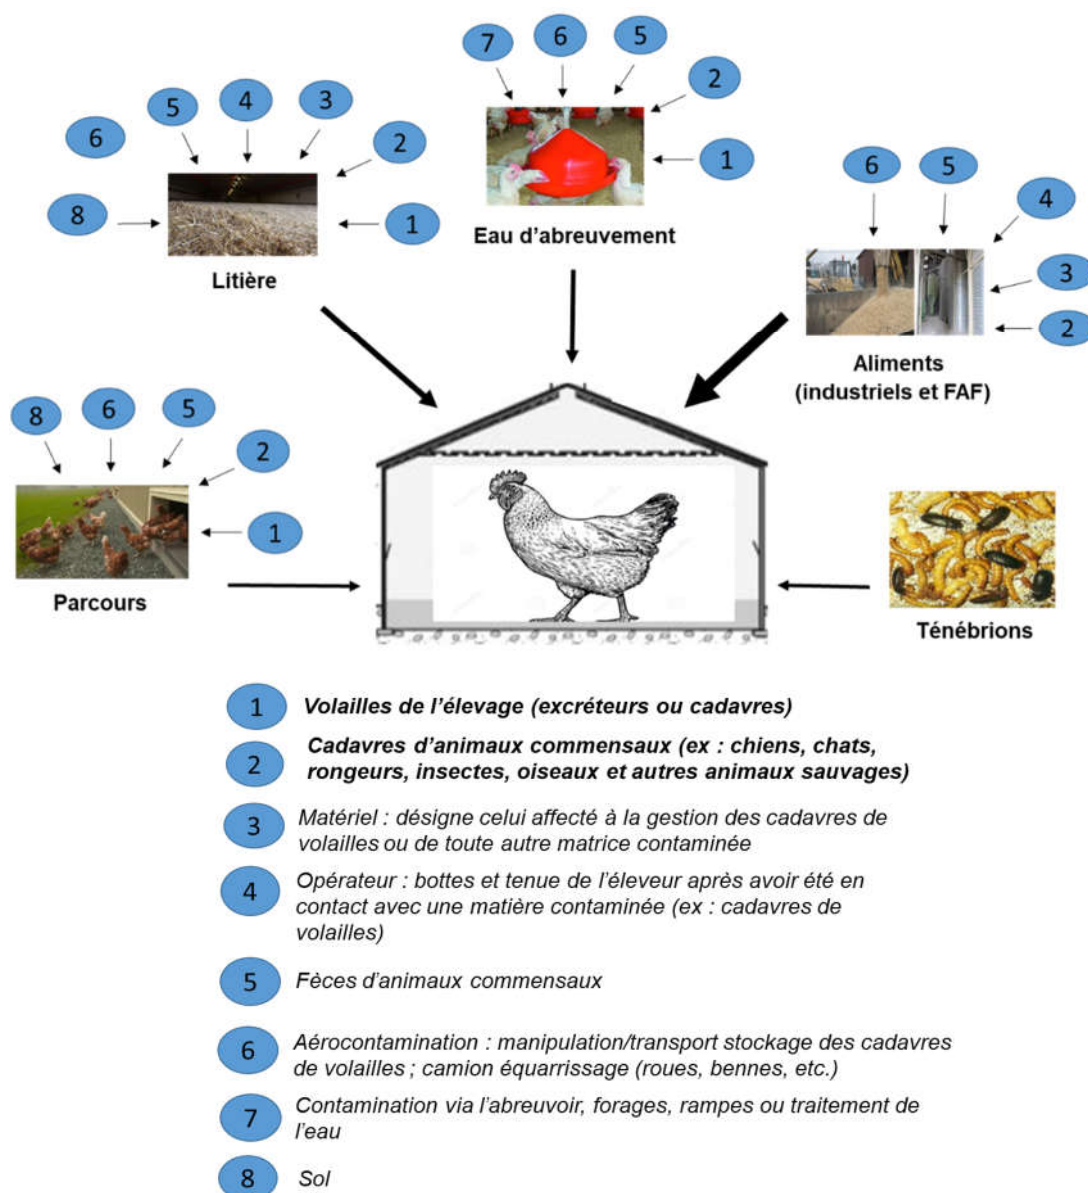 7
6
5
2
1
Eau d’abreuvement
6
5
4
3
2
8
1
Litière
6
5
4
3
2
Aliments
(industriels et FAF)
8
6
5
2
1
Parcours
Ténébrions
1 Volailles de l’élevage (excréteurs ou cadavres)
2 Cadavres d’animaux commensaux (ex : chiens, chats,
rongeurs, insectes, oiseaux et autres animaux sauvages)
3 Matériel : désigne celui affecté à la gestion des cadavres de
volailles ou de toute autre matrice contaminée
4 Opérateur : bottes et tenue de l’éleveur après avoir été en
contact avec une matière contaminée (ex : cadavres de
volailles)
5 Fèces d’animaux commensaux
6 Aérocontamination : manipulation/transport stockage des cadavres
de volailles ; camion équarrissage (roues, bennes, etc.)
7 Contamination via l’abreuvoir, forages, rampes ou traitement de
l’eau
8 Sol